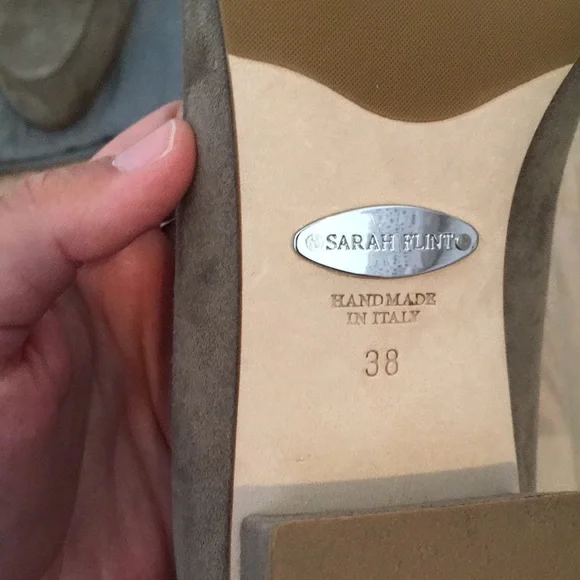 SARAH FLINT
HANDMADE
IN ITALY
38